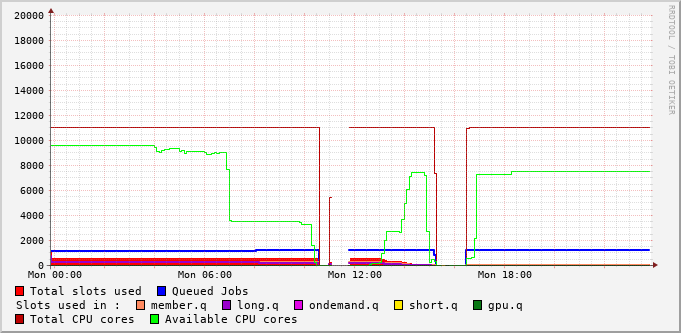 RRDTOOL / TOBI OETIKER
20000
18000
16000
14000
12000
10000
8000
6000
4000
2000
0
Mon 00:00 Mon 06:00 Mon 12:00 Mon 18:00
Total slots used Queued Jobs
Slots used in : member.q long.q ondemand.q short.q gpu.q
Total CPU cores Available CPU cores